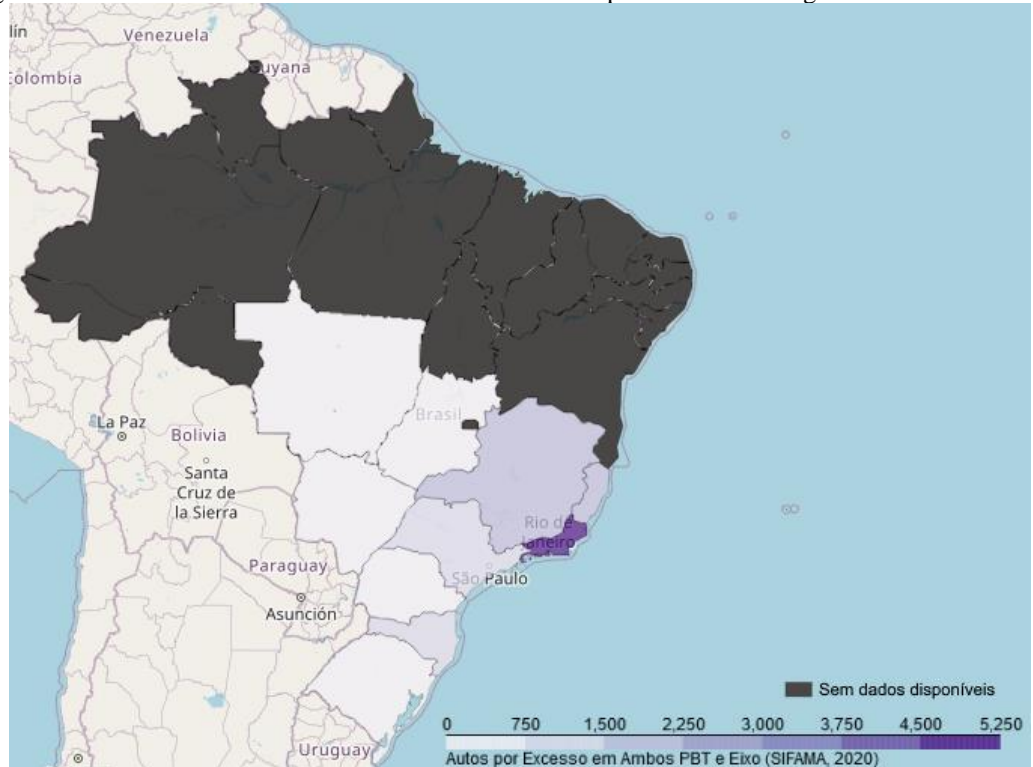 lín
Venezuela
Guyana
Colombia
La Paz
Brasil
Bolivia
Santa
Cruz de
la Sierra
Rio de
Janeiro
Paraguay
São Paulo
Asunción
Sem dados disponíveis
0 750 1,500 2,250 3,000 3,750 4,500 5,250
Uruguay
Autos por Excesso em Ambos PBT e Eixo (SIFAMA, 2020)